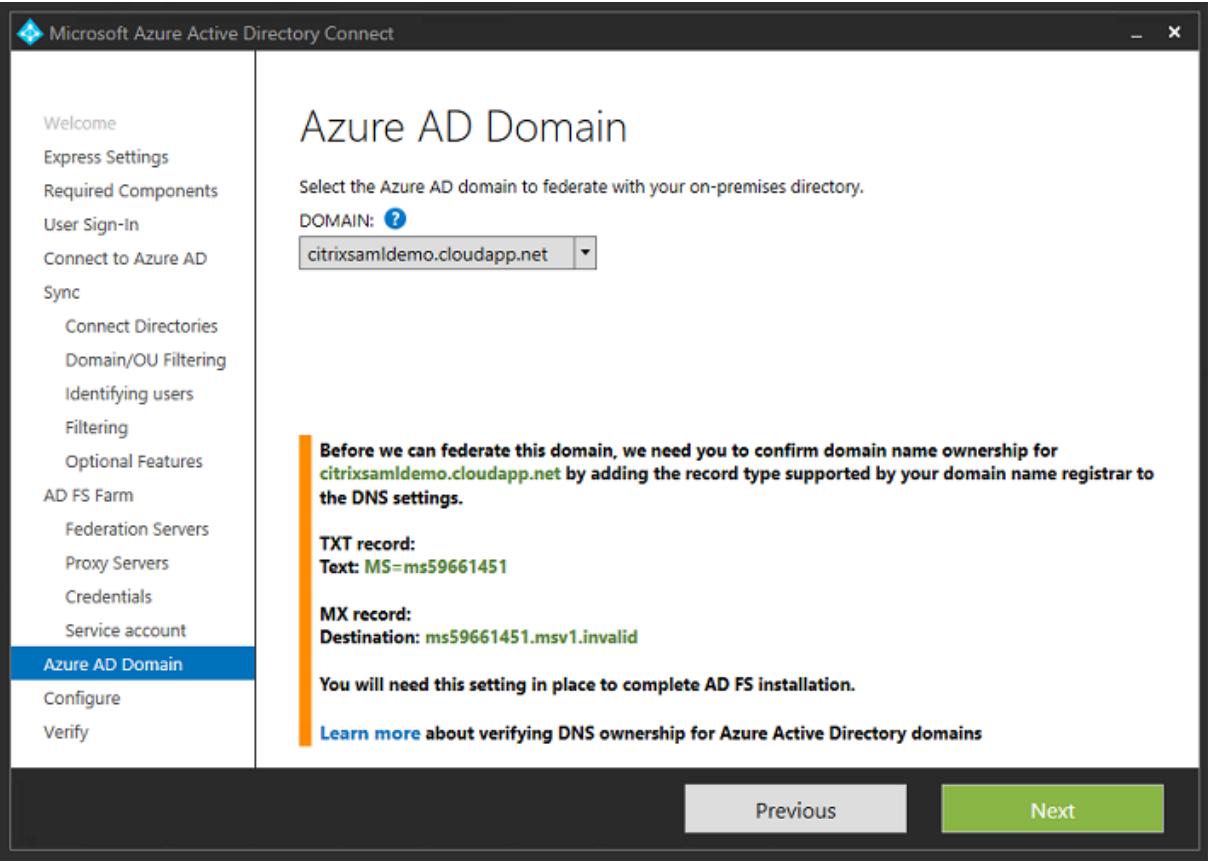 Microsoft Azure Active Directory Connect
Welcome
Express Settings
Required Components
User Sign-In
Connect to Azure AD
Sync
Connect Directories
Domain/OU Filtering
Identifying users
Filtering
Optional Features
AD FS Farm
Federation Servers
Proxy Servers
Credentials
Service account
Azure AD Domain
Configure
Verify
Azure AD Domain
Select the Azure AD domain to federate with your on-premises directory.
DOMAIN: ?
citrixsamldemo.cloudapp.net
Before we can federate this domain, we need you to confirm domain name ownership for
citrixsamldemo.cloudapp.net by adding the record type supported by your domain name registrar to
the DNS settings.
TXT record:
Text: MS=ms59661451
MX record:
Destination: ms59661451.msv1.invalid
You will need this setting in place to complete AD FS installation.
Learn more about verifying DNS ownership for Azure Active Directory domains
Previous
Next